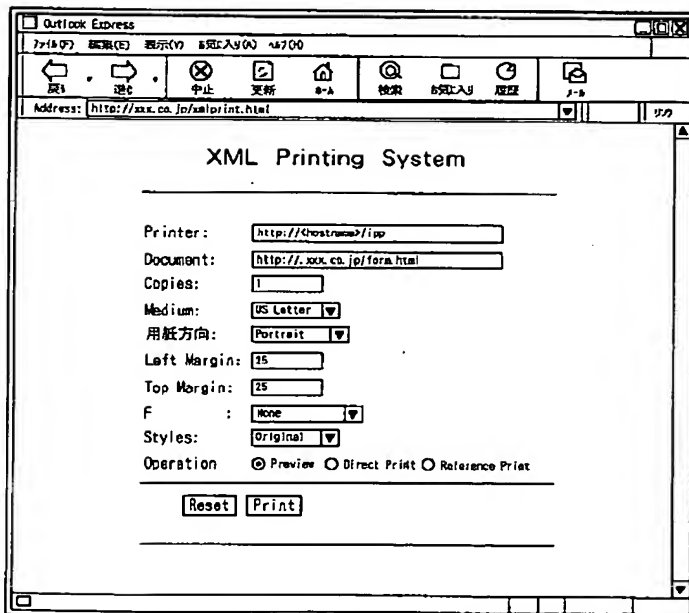 Outlook Express
ファイル(F) 編集(E) 表示(V) お気に入り(A) ヘルプ(H)
戻る 進む 中止 更新 ホーム 検索 お気に入り 履歴 メール
Address: http://xxx.co.jp/xmlprint.html リンク
XML Printing System
Printer: http://<hostname>/ipp
Document: http://.xxx.co.jp/form.html
Copies: 1
Medium: US Letter
用紙方向: Portrait
Left Margin: 25
Top Margin: 25
F : None
Styles: Original
Operation Preview Direct Print Reference Print
Reset Print